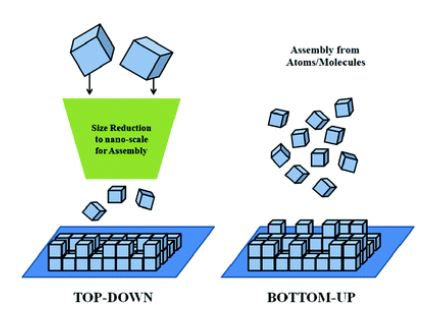 Assembly from
Atoms/Molecules
Size Reduction
to nano-scale
for Assembly
TOP-DOWN
BOTTOM-UP